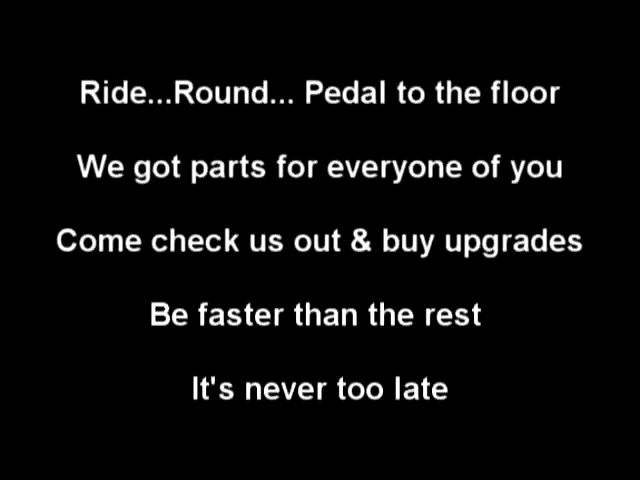 Ride...Round... Pedal to the floor
We got parts for everyone of you
Come check us out & buy upgrades
Be faster than the rest
It's never too late